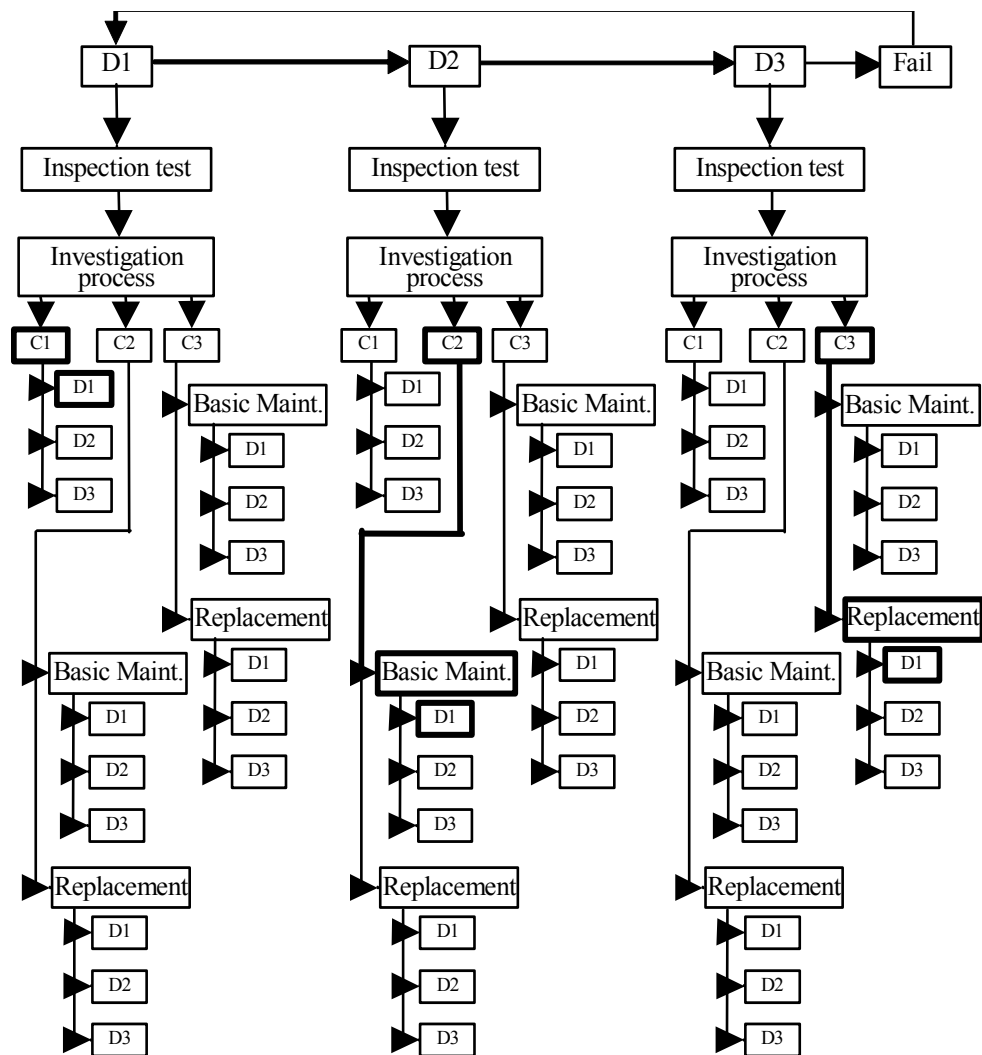 D1
D2
D3
Fail
Inspection test
Inspection test
Inspection test
Investigation
process
Investigation
process
Investigation
process
C1
C2
C3
C1
C2
C3
C1
C2
C3
D1
D2
D3
Basic Maint.
D1
D2
D3
Replacement
D1
D2
D3
Basic Maint.
D1
D2
D3
Replacement
D1
D2
D3
D1
D2
D3
Basic Maint.
D1
D2
D3
Replacement
D1
D2
D3
Basic Maint.
D1
D2
D3
Replacement
D1
D2
D3
D1
D2
D3
Basic Maint.
D1
D2
D3
Replacement
D1
D2
D3
Basic Maint.
D1
D2
D3
Replacement
D1
D2
D3